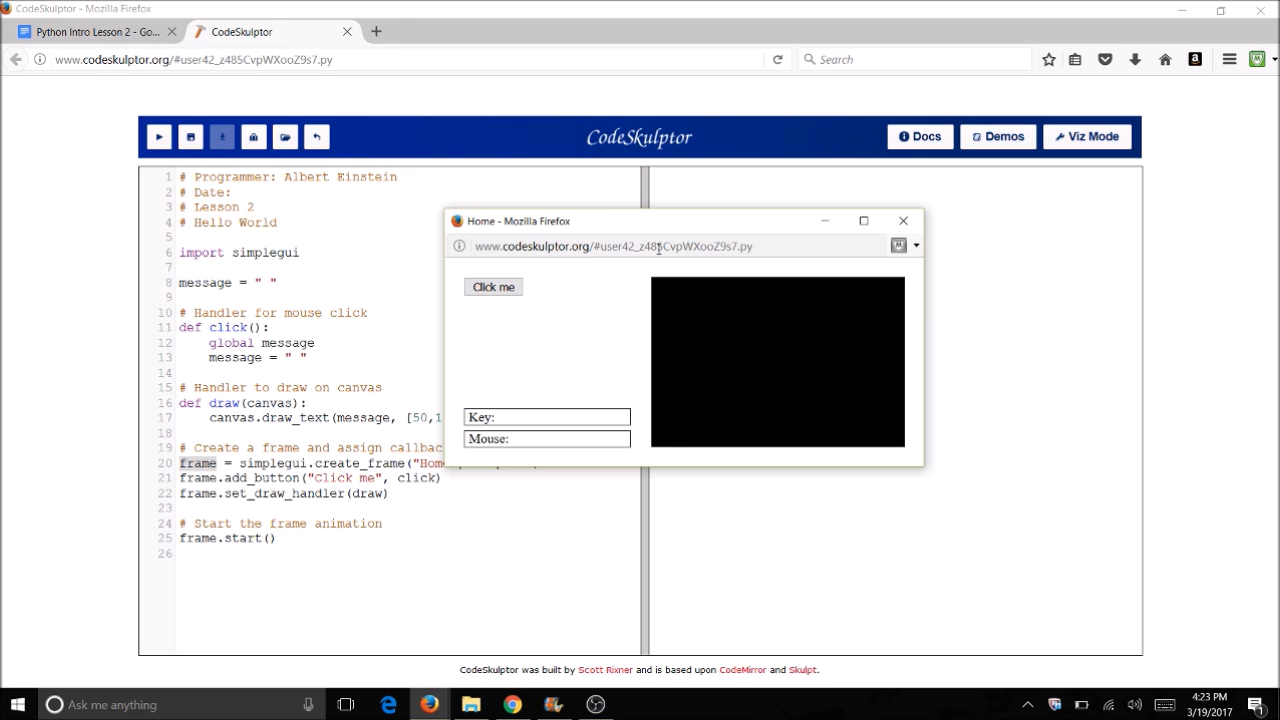 CodeSkulptor - Mozilla Firefox
Python Intro Lesson 2 - Go...
CodeSkulptor
www.codeskulptor.org/#user42_z485CvpWXooZ9s7.py
Search
CodeSkulptor
Docs
Demos
Viz Mode
1 # Programmer: Albert Einstein
2 # Date:
3 # Lesson 2
4 # Hello World
5
6 import simplegui
7
8 message = " "
9
10 # Handler for mouse click
11 def click():
12     global message
13     message = " "
14
15 # Handler to draw on canvas
16 def draw(canvas):
17     canvas.draw_text(message, [50,1
18
19 # Create a frame and assign callbac
20 frame = simplegui.create_frame("Hom
21 frame.add_button("Click me", click)
22 frame.set_draw_handler(draw)
23
24 # Start the frame animation
25 frame.start()
26
Home - Mozilla Firefox
www.codeskulptor.org/#user42_z485CvpWXooZ9s7.py
Click me
Key:
Mouse:
CodeSkulptor was built by Scott Rixner and is based upon CodeMirror and Skulpt.
Ask me anything
4:23 PM
3/19/2017
1